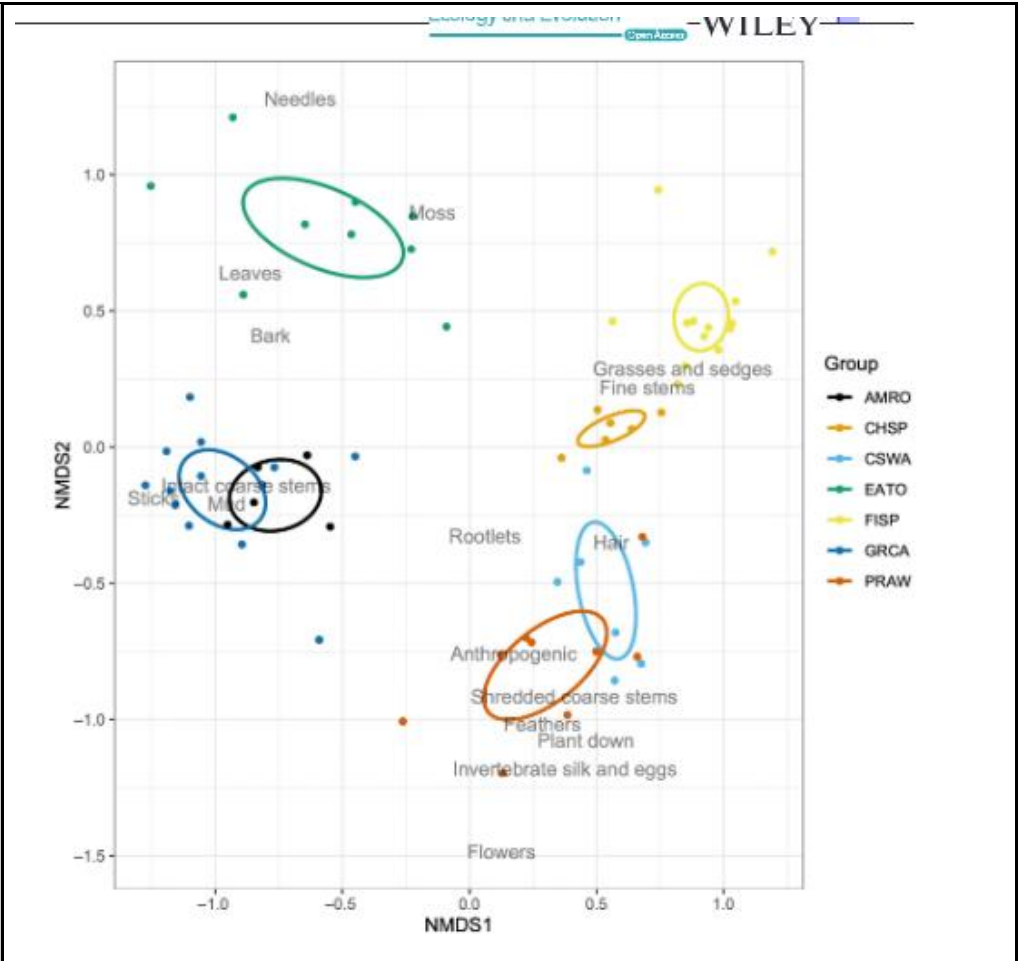 Ecology and Evolution
Open Access
WILEY
Needles
Moss
Leaves
Bark
Grasses and sedges
Fine stems
Intact coarse stems
Sticks
Mud
Rootlets
Hair
Anthropogenic
Shredded coarse stems
Feathers
Plant down
Invertebrate silk and eggs
Flowers
1.0
0.5
0.0
−0.5
−1.0
−1.5
NMDS2
−1.0 −0.5 0.0 0.5 1.0
NMDS1
Group
AMRO
CHSP
CSWA
EATO
FISP
GRCA
PRAW